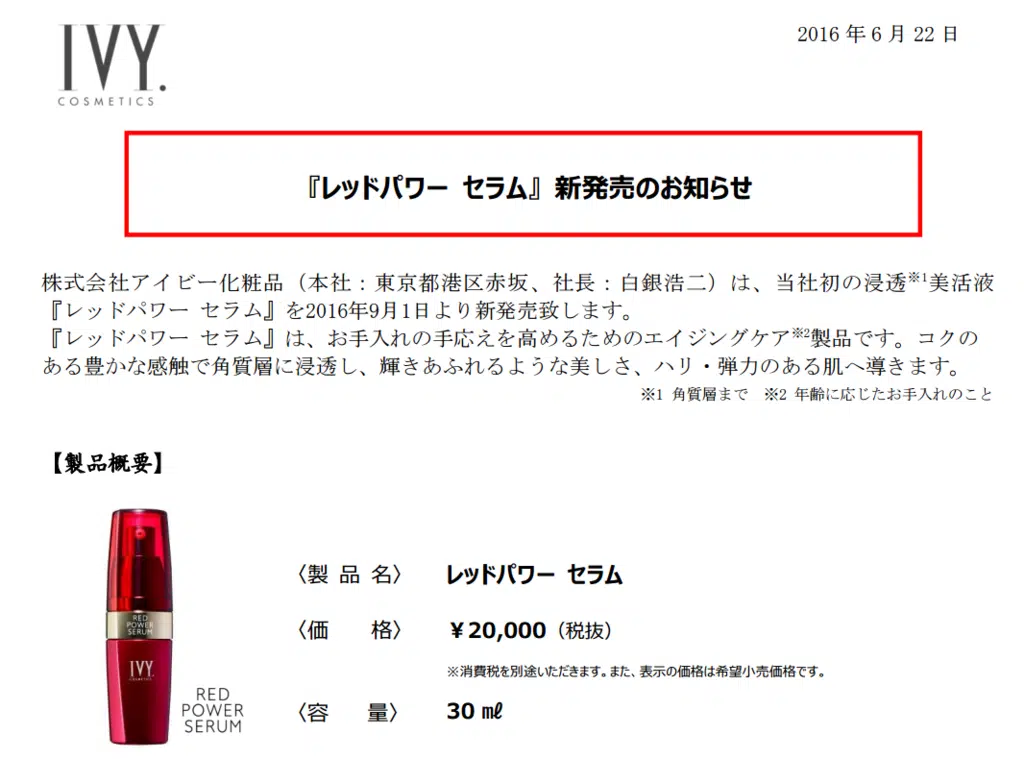 IVY.
COSMETICS
2016 年 6 月 22 日
『レッドパワー セラム』 新発売のお知らせ
株式会社アイビー化粧品（本社：東京都港区赤坂、社長：白銀浩二）は、当社初の浸透※1美活液
『レッドパワー セラム』を2016年9月1日より新発売致します。
『レッドパワー セラム』は、お手入れの手応えを高めるためのエイジングケア※2製品です。コクの
ある豊かな感触で角質層に浸透し、輝きあふれるような美しさ、ハリ・弾力のある肌へ導きます。
※1 角質層まで　※2 年齢に応じたお手入れのこと
【製品概要】
〈製 品 名〉 レッドパワー セラム
〈価　　格〉 ￥20,000（税抜）
※消費税を別途いただきます。また、表示の価格は希望小売価格です。
〈容　　量〉 30 ㎖
RED
POWER
SERUM
IVY.
COSMETICS
RED
POWER
SERUM